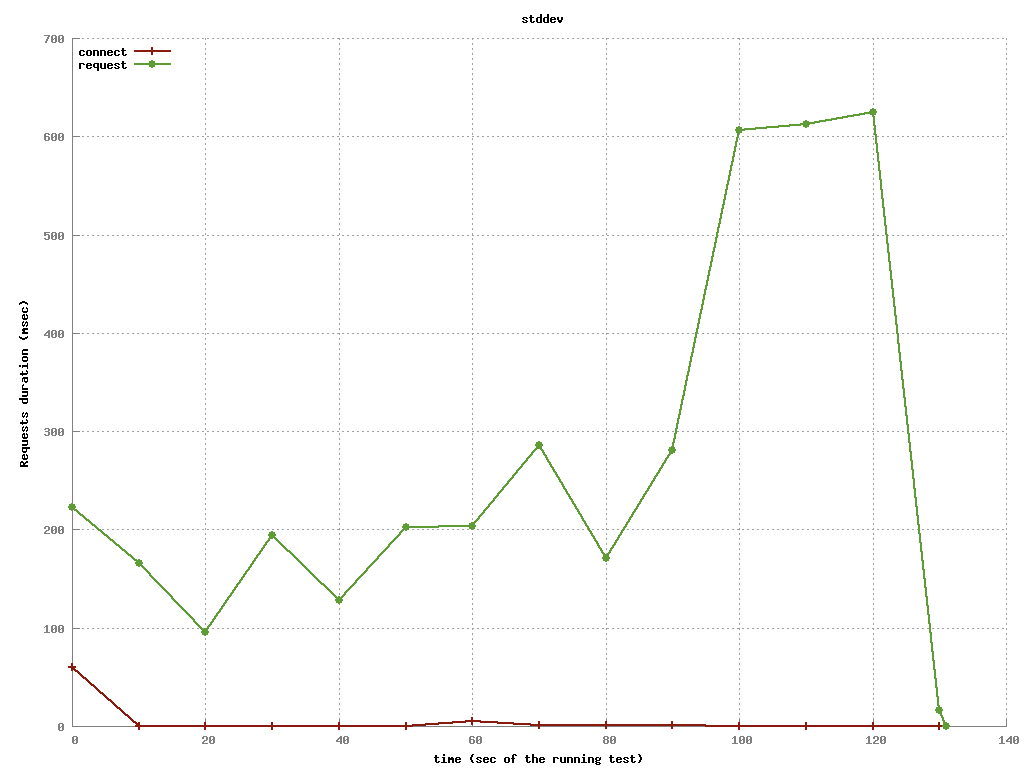 stddev
700
connect
request
600
500
400
300
200
100
0
Requests duration (msec)
0 20 40 60 80 100 120 140
time (sec of the running test)